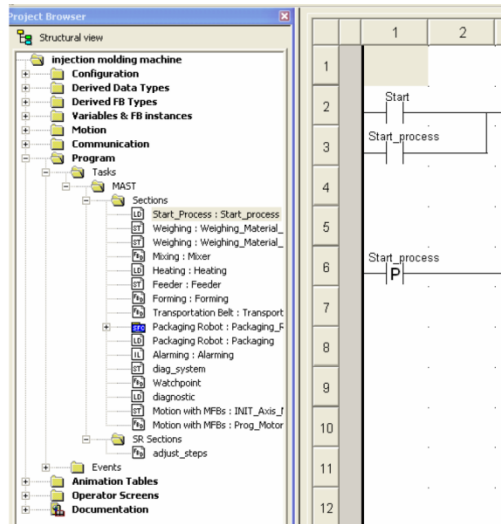 Project Browser
Structural view
injection molding machine
Configuration
Derived Data Types
Derived FB Types
Variables & FB instances
Motion
Communication
Program
Tasks
MAST
Sections
LD Start_Process : Start_process
ST Weighing : Weighing_Material_
ST Weighing : Weighing_Material_
FBD Mixing : Mixer
LD Heating : Heating
ST Feeder : Feeder
FBD Forming : Forming
FBD Transportation Belt : Transport
SFC Packaging Robot : Packaging_R
LD Packaging Robot : Packaging
IL Alarming : Alarming
ST diag_system
FBD Watchpoint
LD diagnostic
ST Motion with MFBs : INIT_Axis_
FBD Motion with MFBs : Prog_Motor
SR Sections
FBD adjust_steps
Events
Animation Tables
Operator Screens
Documentation
1 2
1
2
Start
3
Start_process
4
5
6
Start_process
P
7
8
9
10
11
12